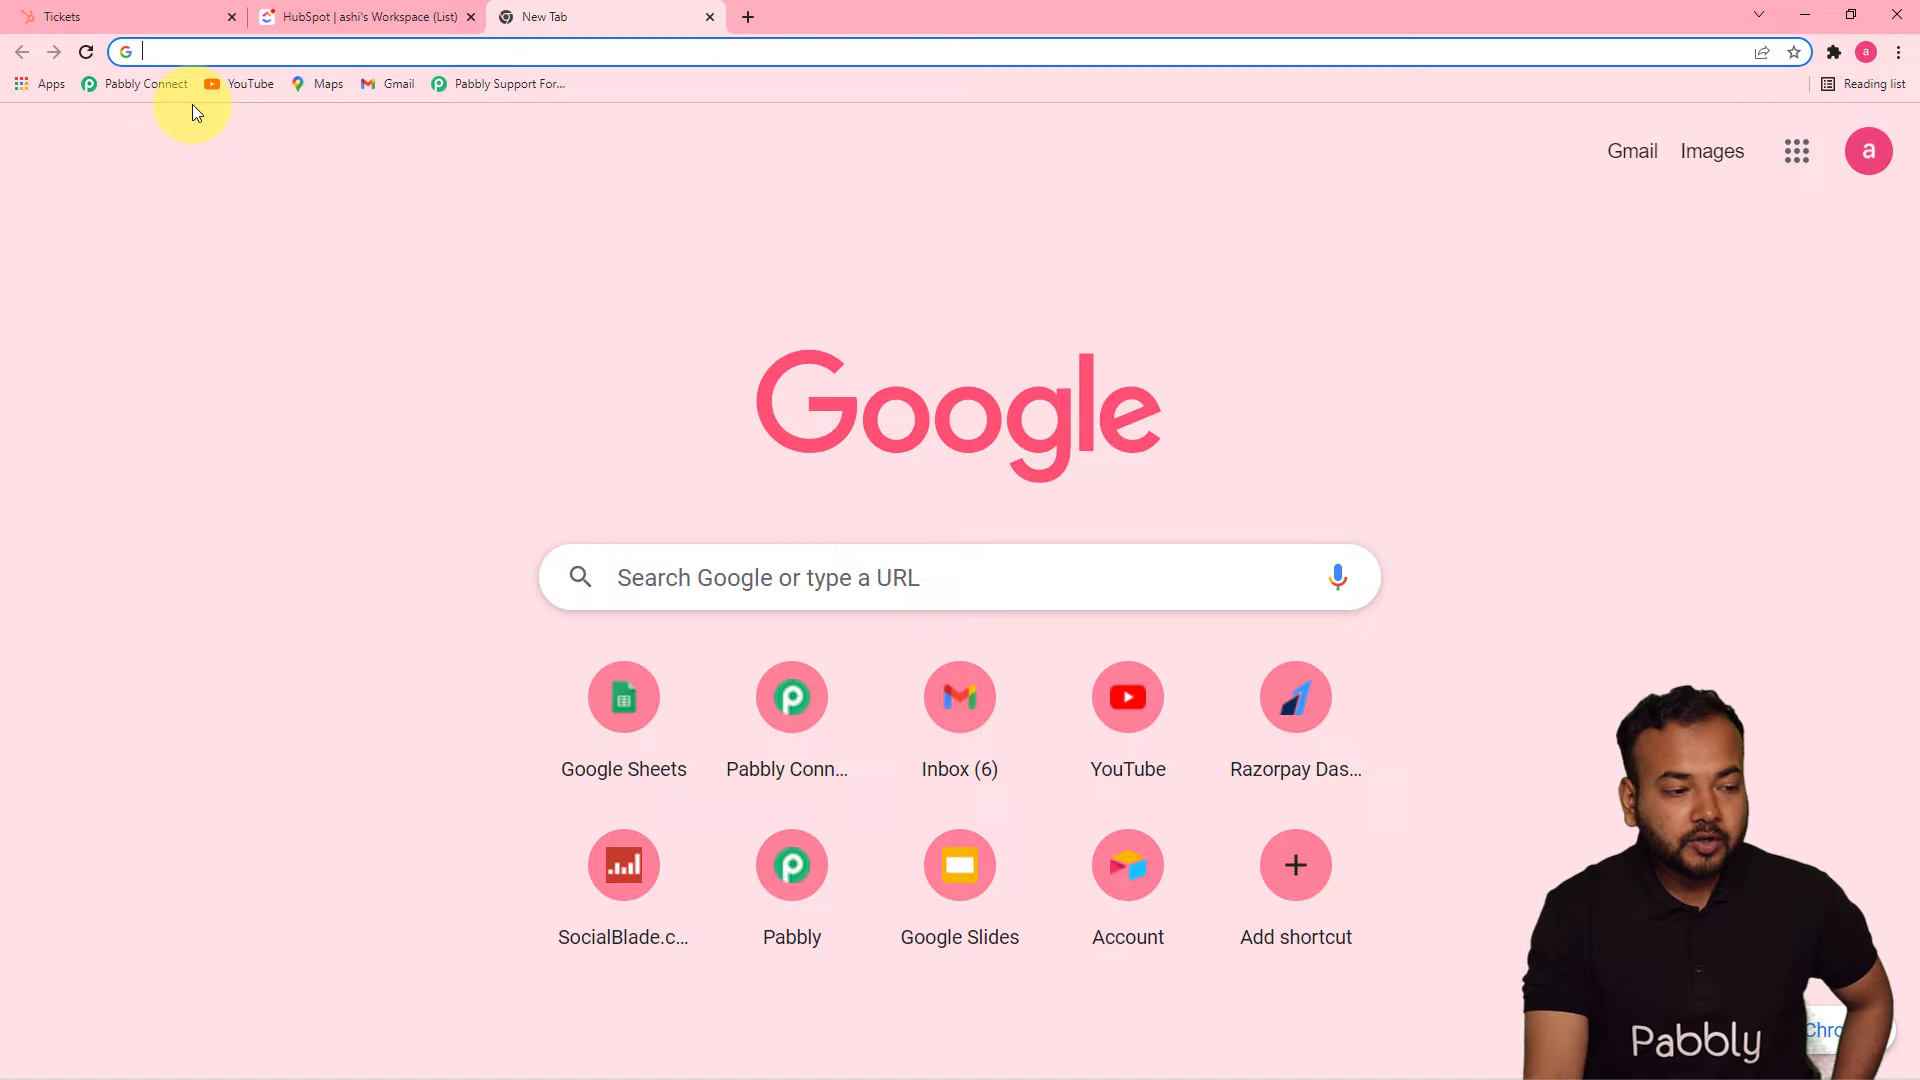 Tickets
HubSpot | ashi's Workspace (List)
New Tab
Apps
Pabbly Connect
YouTube
Maps
Gmail
Pabbly Support For...
Reading list
a
Gmail
Images
a
Google
Search Google or type a URL
Google Sheets
Pabbly Conn...
Inbox (6)
YouTube
Razorpay Das...
SocialBlade.c...
Pabbly
Google Slides
Account
Add shortcut
Pabbly